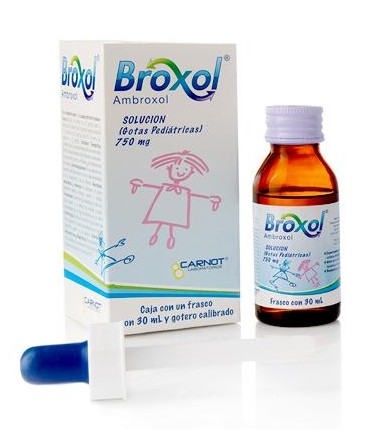 Broxol®
Ambroxol
SOLUCION
(Gotas Pediátricas)
750 mg
CARNOT®
LABORATORIOS
Caja con un frasco
con 30 mL y gotero calibrado
Broxol®
Ambroxol
SOLUCION
(Gotas Pediátricas)
750 mg
Frasco con 30 mL